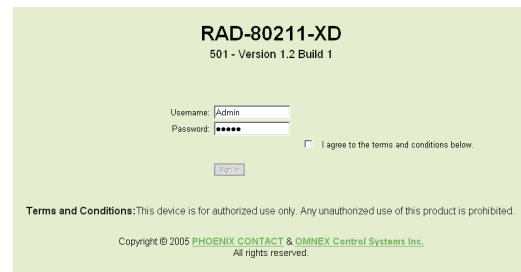 RAD-80211-XD
501 - Version 1.2 Build 1
Username: Admin
Password: ●●●●●
I agree to the terms and conditions below.
Sign In
Terms and Conditions:This device is for authorized use only. Any unauthorized use of this product is prohibited.
Copyright © 2005 PHOENIX CONTACT & OMNEX Control Systems Inc.
All rights reserved.